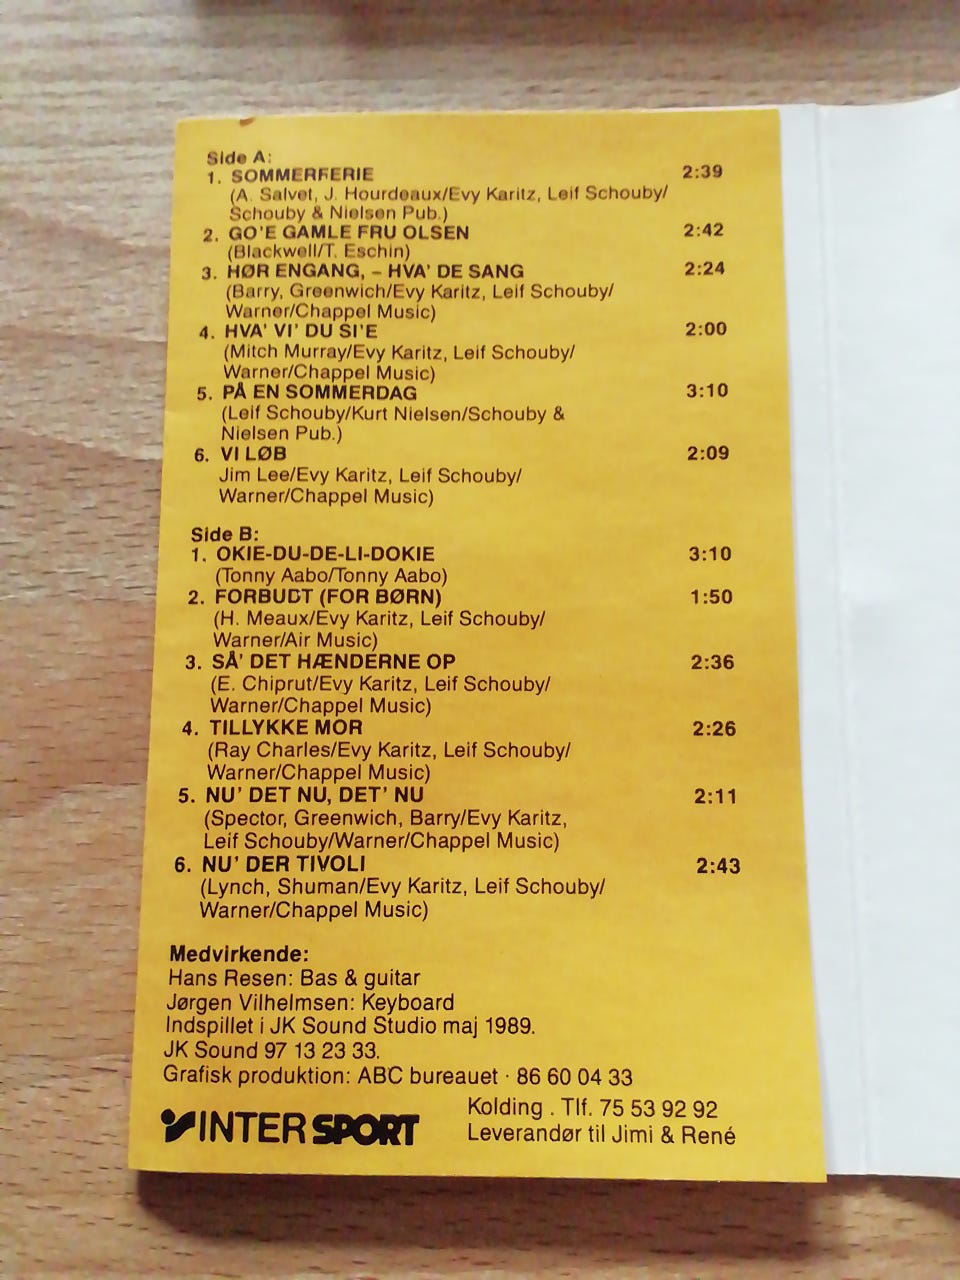 Side A:
1. SOMMERFERIE 2:39
(A. Salvet, J. Hourdeaux/Evy Karitz, Leif Schouby/
Schouby & Nielsen Pub.)
2. GO'E GAMLE FRU OLSEN 2:42
(Blackwell/T. Eschin)
3. HØR ENGANG, – HVA' DE SANG 2:24
(Barry, Greenwich/Evy Karitz, Leif Schouby/
Warner/Chappel Music)
4. HVA' VI' DU SI'E 2:00
(Mitch Murray/Evy Karitz, Leif Schouby/
Warner/Chappel Music)
5. PÅ EN SOMMERDAG 3:10
(Leif Schouby/Kurt Nielsen/Schouby &
Nielsen Pub.)
6. VI LØB 2:09
Jim Lee/Evy Karitz, Leif Schouby/
Warner/Chappel Music)
Side B:
1. OKIE-DU-DE-LI-DOKIE 3:10
(Tonny Aabo/Tonny Aabo)
2. FORBUDT (FOR BØRN) 1:50
(H. Meaux/Evy Karitz, Leif Schouby/
Warner/Air Music)
3. SÅ' DET HÆNDERNE OP 2:36
(E. Chiprut/Evy Karitz, Leif Schouby/
Warner/Chappel Music)
4. TILLYKKE MOR 2:26
(Ray Charles/Evy Karitz, Leif Schouby/
Warner/Chappel Music)
5. NU' DET NU, DET' NU 2:11
(Spector, Greenwich, Barry/Evy Karitz,
Leif Schouby/Warner/Chappel Music)
6. NU' DER TIVOLI 2:43
(Lynch, Shuman/Evy Karitz, Leif Schouby/
Warner/Chappel Music)
Medvirkende:
Hans Resen: Bas & guitar
Jørgen Vilhelmsen: Keyboard
Indspillet i JK Sound Studio maj 1989.
JK Sound 97 13 23 33.
Grafisk produktion: ABC bureauet · 86 60 04 33
INTERSPORT
Kolding . Tlf. 75 53 92 92
Leverandør til Jimi & René